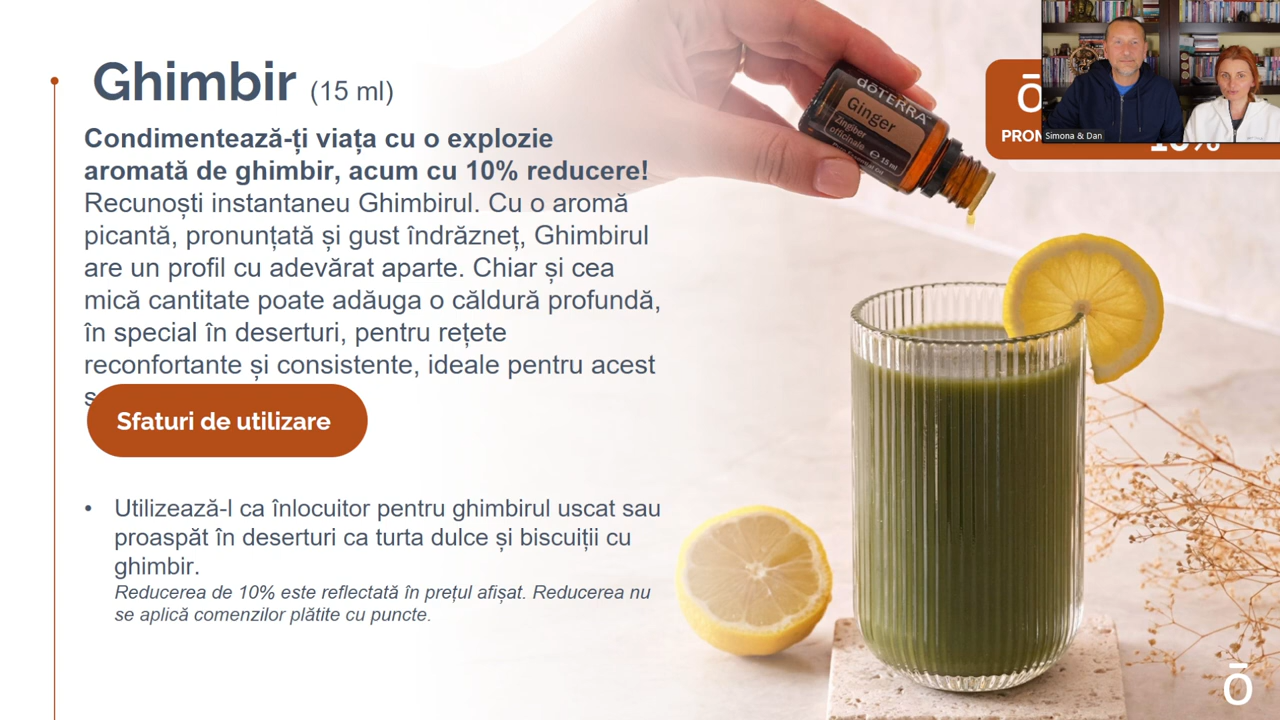 Ghimbir (15 ml)
Condimentează-ți viața cu o explozie
aromată de ghimbir, acum cu 10% reducere!
Recunoști instantaneu Ghimbirul. Cu o aromă
picantă, pronunțată și gust îndrăzneț, Ghimbirul
are un profil cu adevărat aparte. Chiar și cea
mică cantitate poate adăuga o căldură profundă,
în special în deserturi, pentru rețete
reconfortante și consistente, ideale pentru acest
Sfaturi de utilizare
• Utilizează-l ca înlocuitor pentru ghimbirul uscat sau
proaspăt în deserturi ca turta dulce și biscuiții cu
ghimbir.
Reducerea de 10% este reflectată în prețul afișat. Reducerea nu
se aplică comenzilor plătite cu puncte.
dōTERRA
Ginger
Zingiber
officinale
15 ml
Simona & Dan
10%
ō